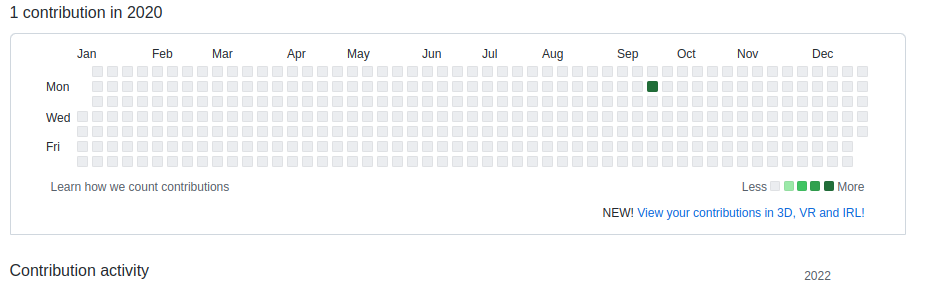 1 contribution in 2020
Jan Feb Mar Apr May Jun Jul Aug Sep Oct Nov Dec
Mon
Wed
Fri
Learn how we count contributions Less More
NEW! View your contributions in 3D, VR and IRL!
Contribution activity
2022